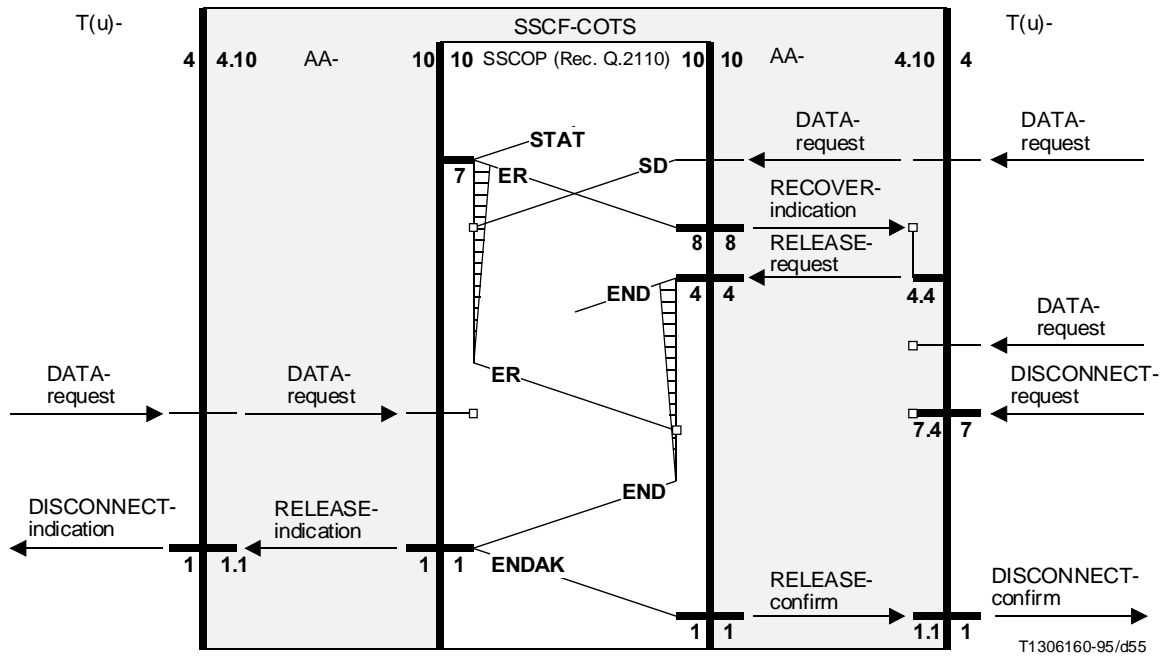 T(u)-
SSCF-COTS
T(u)-
4 4.10 AA- 10 10 SSCOP (Rec. Q.2110) 10 10 AA- 4.10 4
STAT
DATA-
request
DATA-
request
7
ER
SD
RECOVER-
indication
8 8
RELEASE-
request
END
4 4
4.4
DATA-
request
DATA-
request
DATA-
request
ER
DISCONNECT-
request
7.4 7
END
DISCONNECT-
indication
RELEASE-
indication
1 1.1
1 1
ENDAK
RELEASE-
confirm
DISCONNECT-
confirm
1 1
1.1 1
T1306160-95/d55